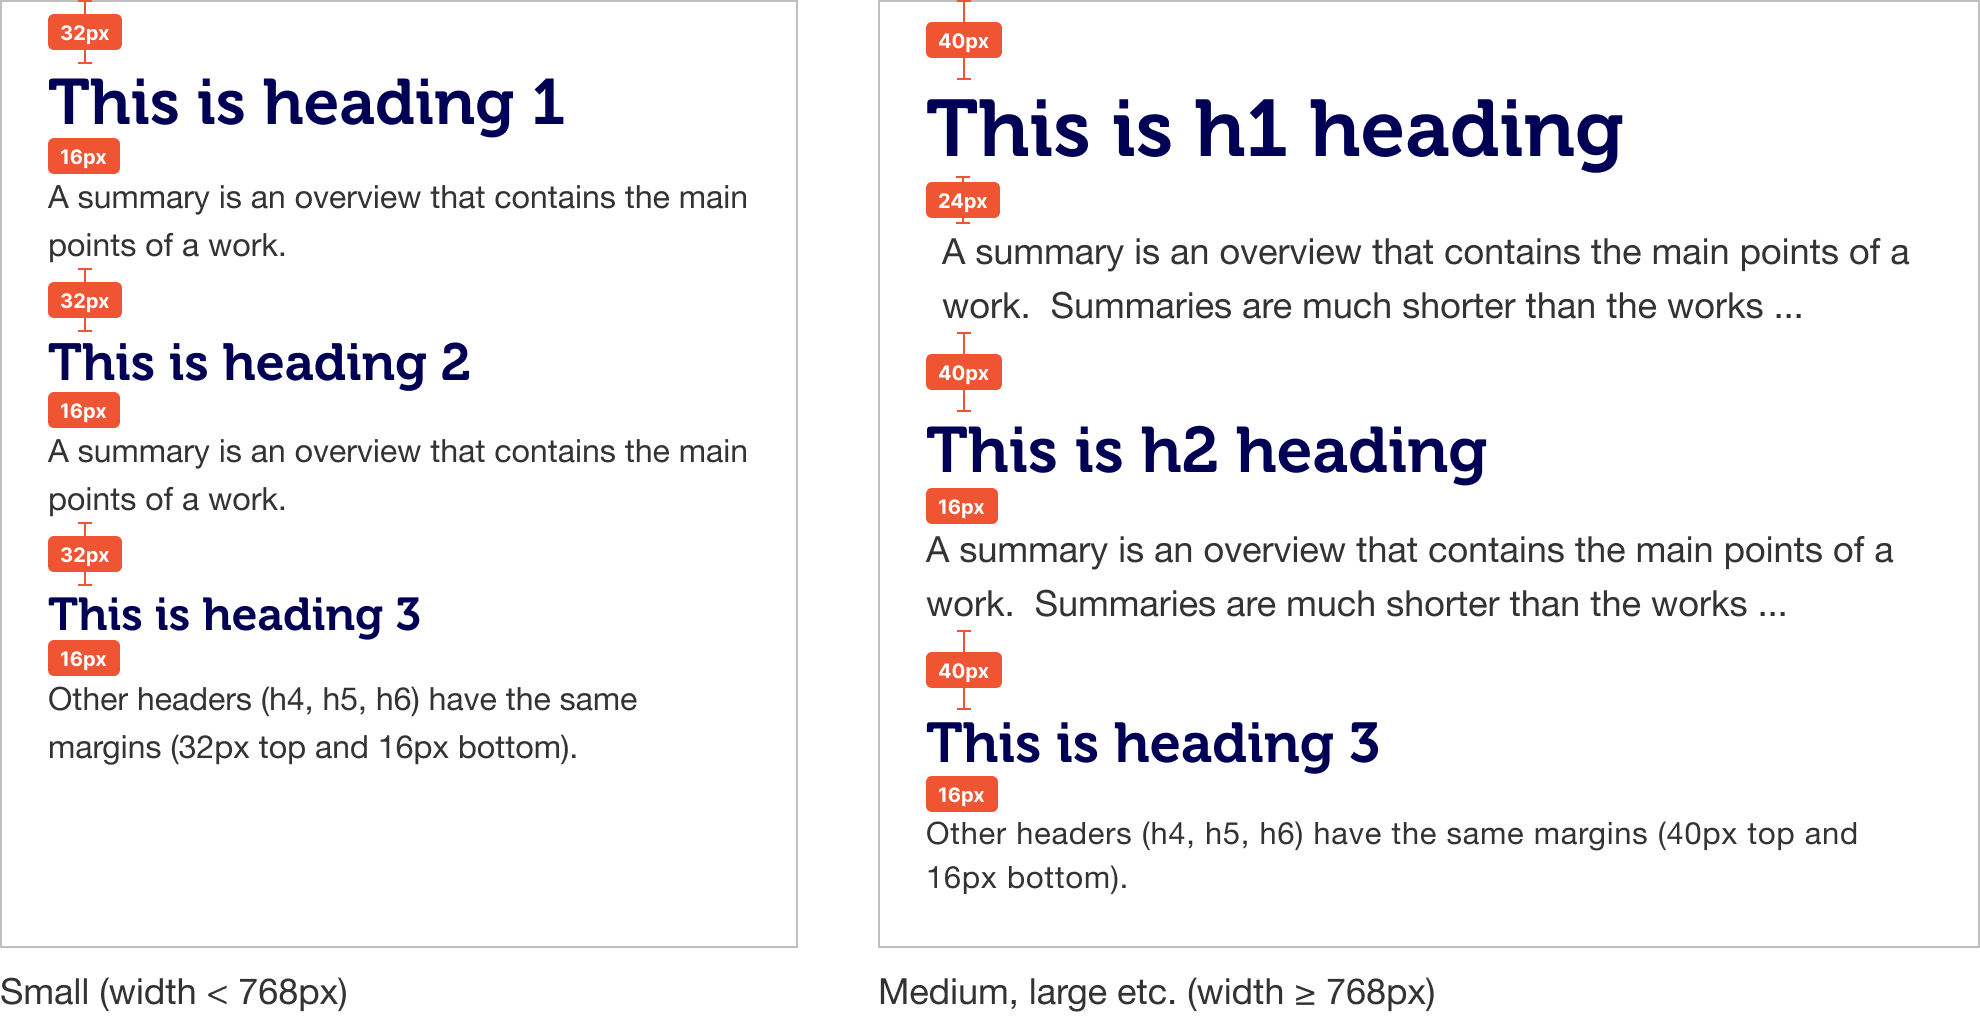 32px
This is heading 1
16px
A summary is an overview that contains the main
points of a work.
32px
This is heading 2
16px
A summary is an overview that contains the main
points of a work.
32px
This is heading 3
16px
Other headers (h4, h5, h6) have the same
margins (32px top and 16px bottom).
Small (width < 768px)
40px
This is h1 heading
24px
A summary is an overview that contains the main points of a
work.  Summaries are much shorter than the works ...
40px
This is h2 heading
16px
A summary is an overview that contains the main points of a
work.  Summaries are much shorter than the works ...
40px
This is heading 3
16px
Other headers (h4, h5, h6) have the same margins (40px top and
16px bottom).
Medium, large etc. (width ≥ 768px)